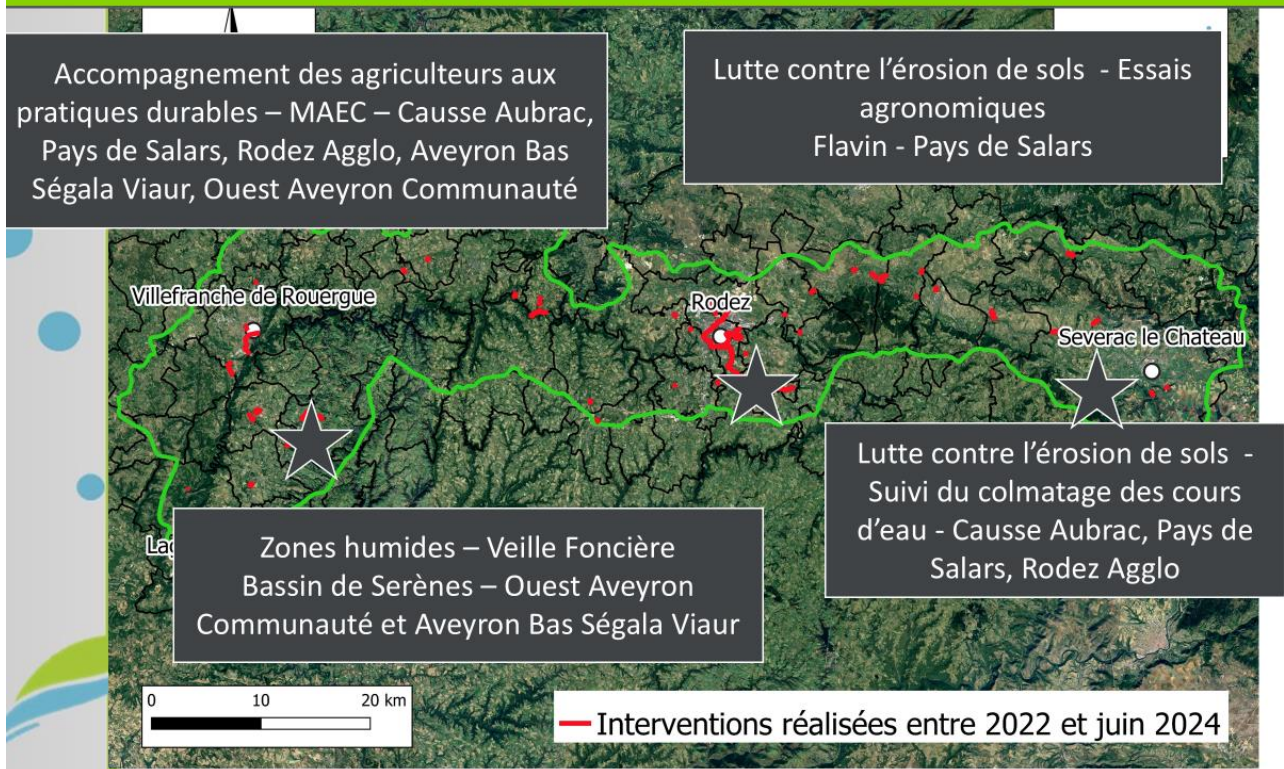 Accompagnement des agriculteurs aux
pratiques durables – MAEC – Causse Aubrac,
Pays de Salars, Rodez Agglo, Aveyron Bas
Ségala Viaur, Ouest Aveyron Communauté
Lutte contre l’érosion de sols - Essais
agronomiques
Flavin - Pays de Salars
Villefranche de Rouergue
Rodez
Severac le Chateau
Lutte contre l’érosion de sols -
Suivi du colmatage des cours
d’eau - Causse Aubrac, Pays de
Salars, Rodez Agglo
Zones humides – Veille Foncière
Bassin de Serènes – Ouest Aveyron
Communauté et Aveyron Bas Ségala Viaur
0 10 20 km
Interventions réalisées entre 2022 et juin 2024